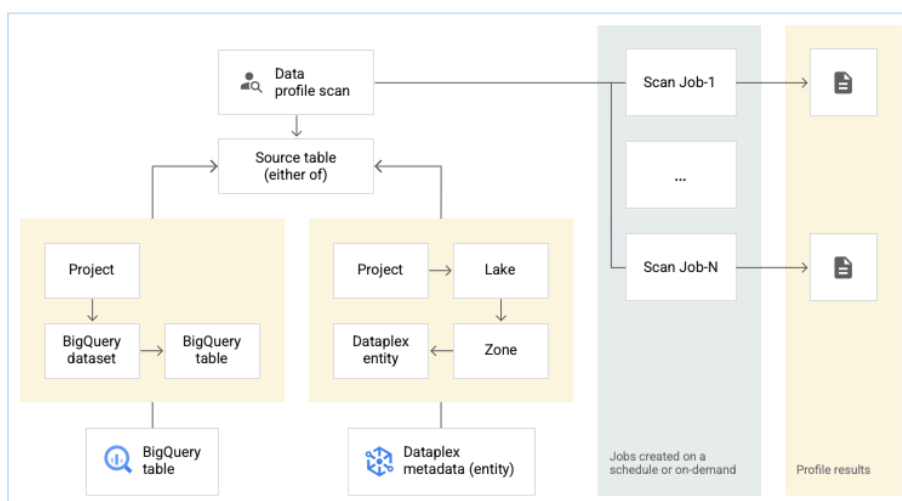 Data
profile scan
Scan Job-1
Source table
(either of)
...
Project
Project
Lake
Scan Job-N
BigQuery
dataset
BigQuery
table
Dataplex
entity
Zone
BigQuery
table
Dataplex
metadata (entity)
Jobs created on a
schedule or on-demand
Profile results